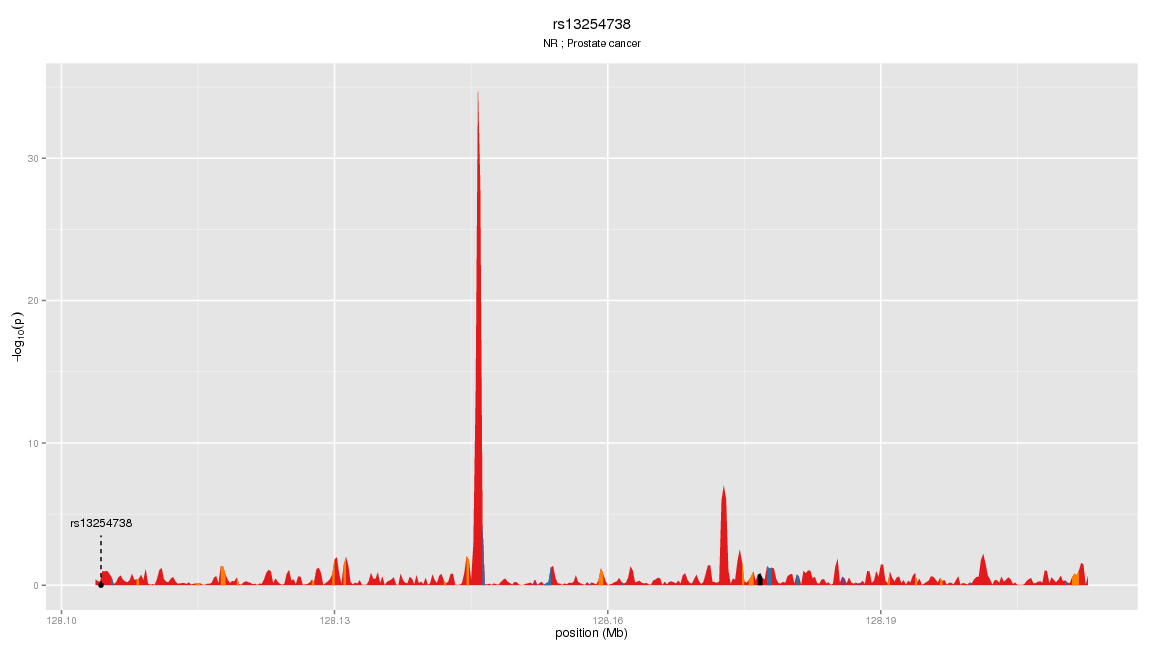 rs13254738
NR ; Prostate cancer
30
20
10
0
−log10(p)
rs13254738
128.10
128.13
128.16
128.19
position (Mb)